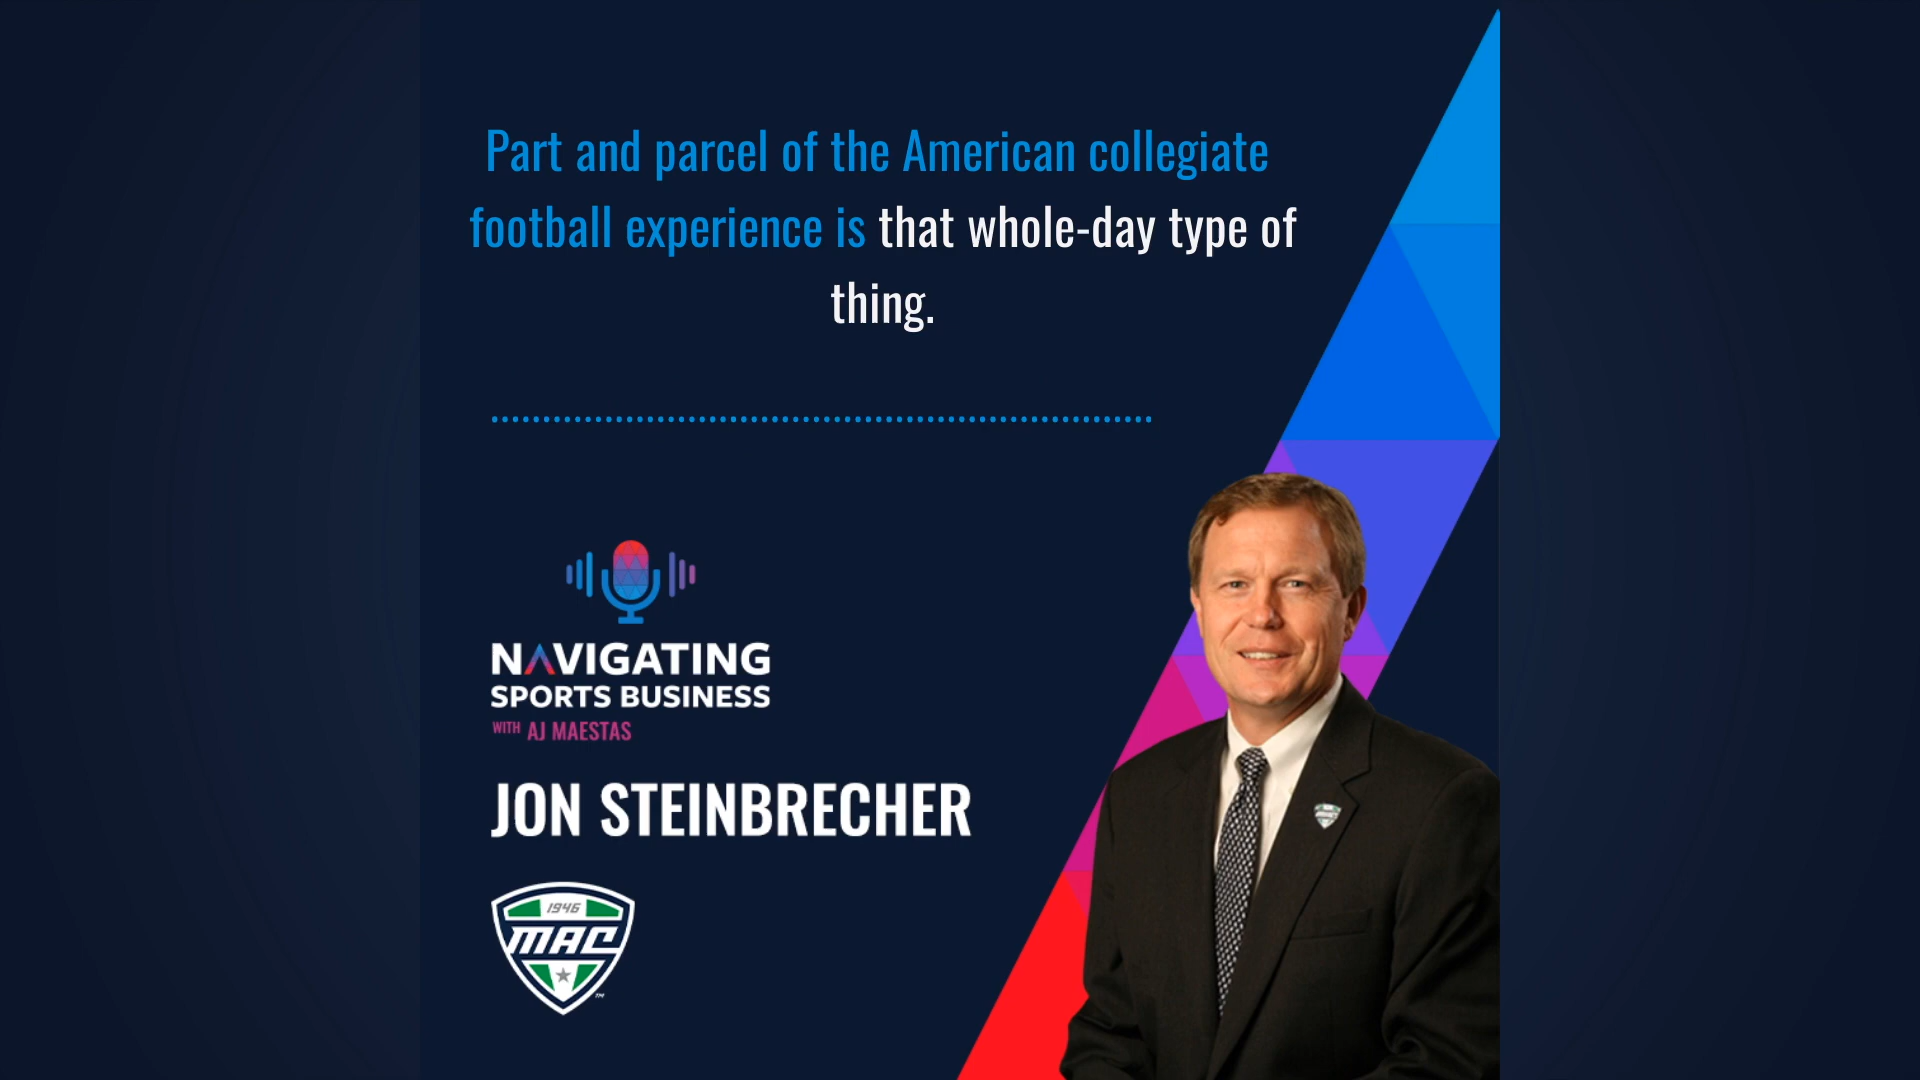 Part and parcel of the American collegiate
football experience is that whole-day type of
thing.
NAVIGATING
SPORTS BUSINESS
WITH AJ MAESTAS
JON STEINBRECHER
1946
MAC
TM